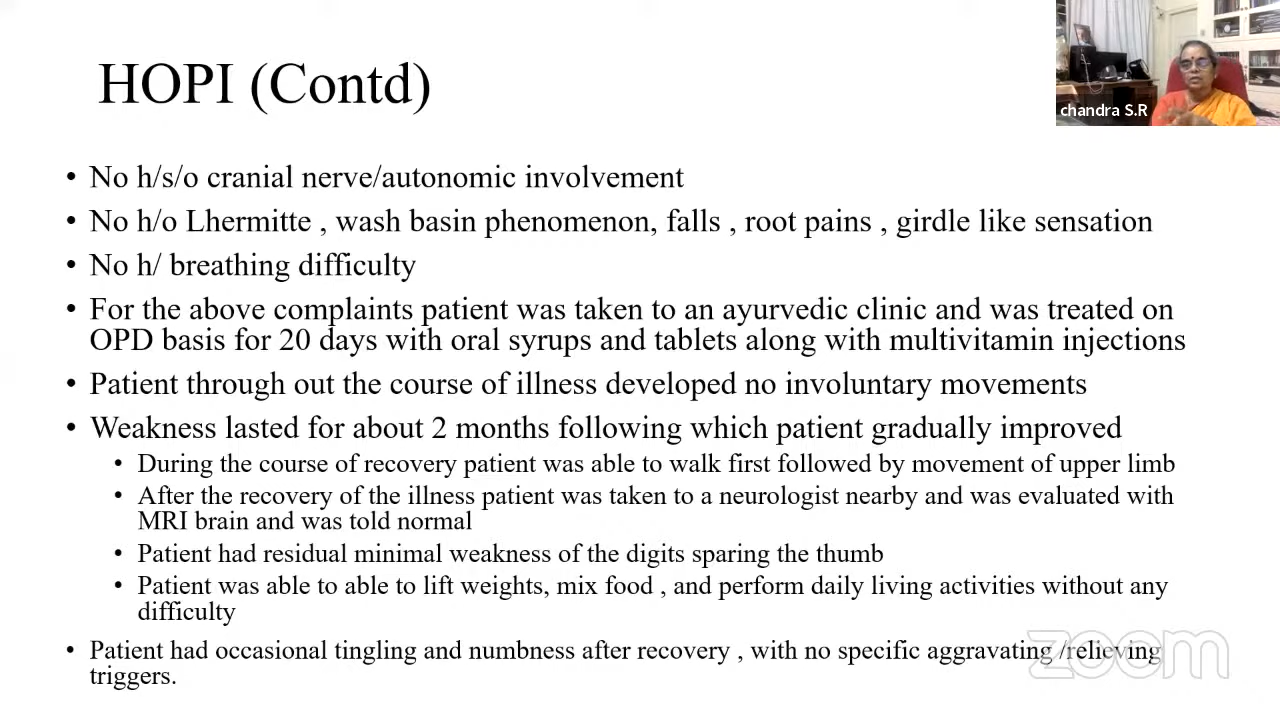 HOPI (Contd)
chandra S.R
• No h/s/o cranial nerve/autonomic involvement
• No h/o Lhermitte , wash basin phenomenon, falls , root pains , girdle like sensation
• No h/ breathing difficulty
• For the above complaints patient was taken to an ayurvedic clinic and was treated on
OPD basis for 20 days with oral syrups and tablets along with multivitamin injections
• Patient through out the course of illness developed no involuntary movements
• Weakness lasted for about 2 months following which patient gradually improved
• During the course of recovery patient was able to walk first followed by movement of upper limb
• After the recovery of the illness patient was taken to a neurologist nearby and was evaluated with
MRI brain and was told normal
• Patient had residual minimal weakness of the digits sparing the thumb
• Patient was able to able to lift weights, mix food , and perform daily living activities without any
difficulty
• Patient had occasional tingling and numbness after recovery , with no specific aggravating /relieving
triggers.
zoom